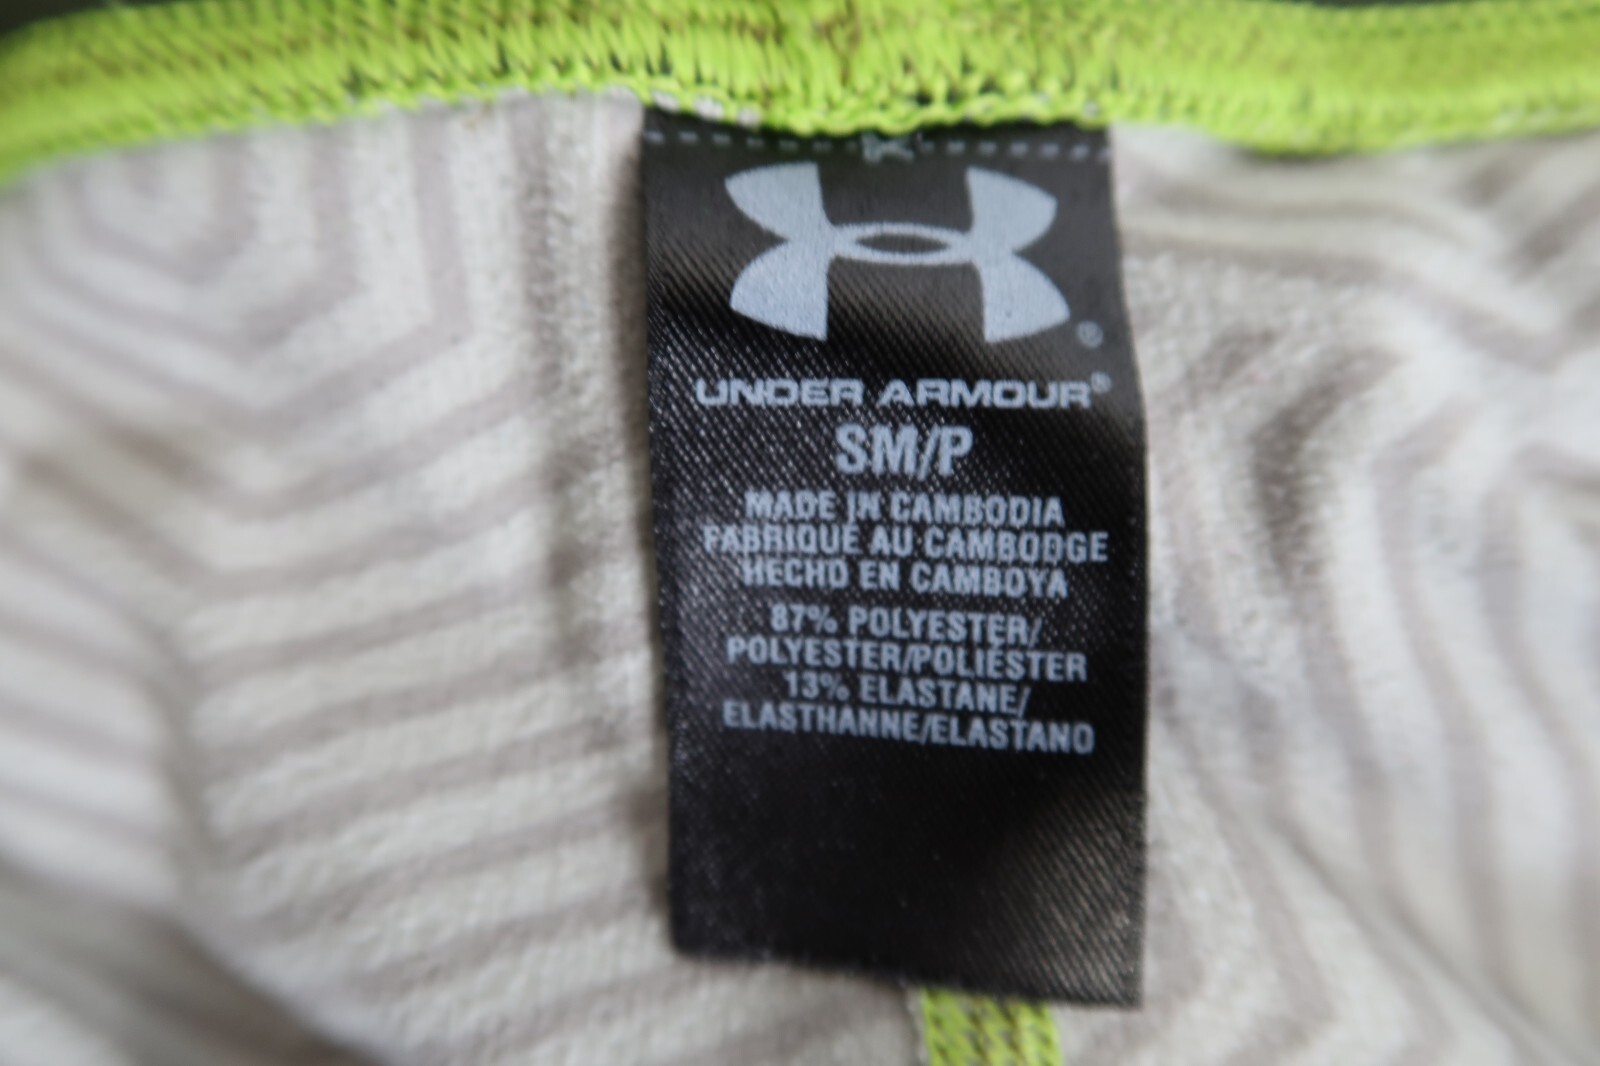 UNDER ARMOUR®
SM/P
MADE IN CAMBODIA
FABRIQUÉ AU CAMBODGE
HECHO EN CAMBOYA
87% POLYESTER/
POLYESTER/POLIÉSTER
13% ELASTANE/
ELASTHANNE/ELASTANO